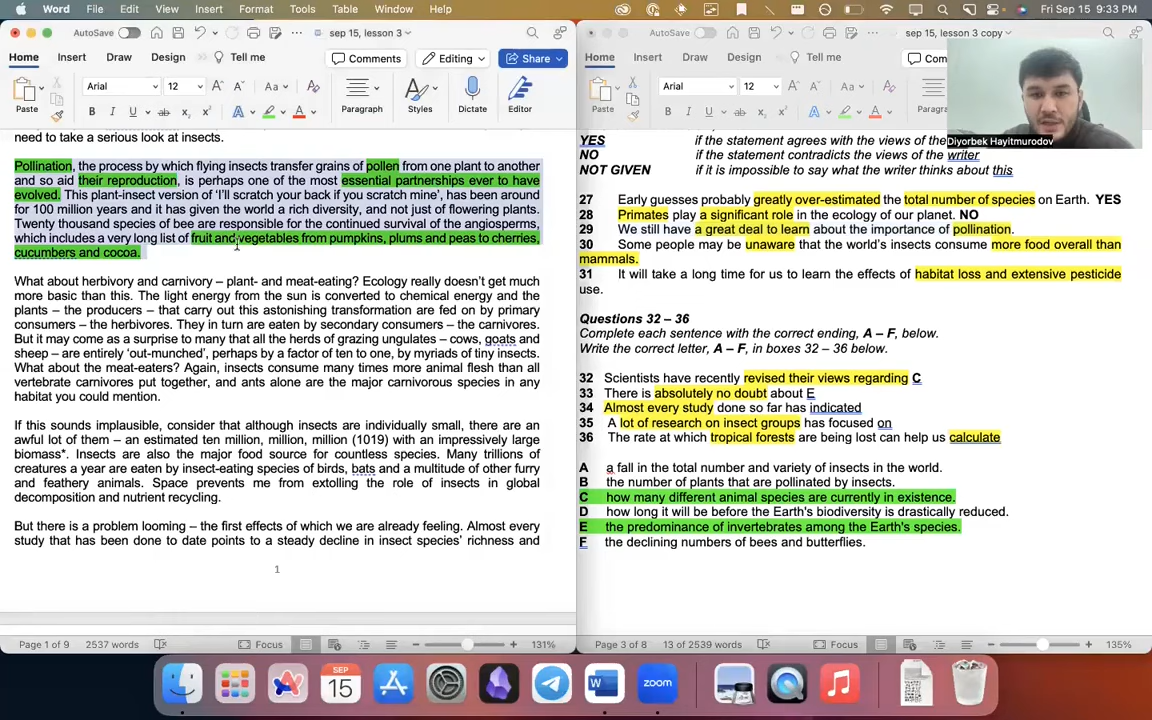 Word File Edit View Insert Format Tools Table Window Help Fri Sep 15 9:33 PM
AutoSave sep 15, lesson 3
Home Insert Draw Design Tell me Comments Editing Share
Arial 12
Paste Paragraph Styles Dictate Editor
need to take a serious look at insects.
Pollination, the process by which flying insects transfer grains of pollen from one plant to another
and so aid their reproduction, is perhaps one of the most essential partnerships ever to have
evolved. This plant-insect version of ‘I’ll scratch your back if you scratch mine’, has been around
for 100 million years and it has given the world a rich diversity, and not just of flowering plants.
Twenty thousand species of bee are responsible for the continued survival of the angiosperms,
which includes a very long list of fruit and vegetables from pumpkins, plums and peas to cherries,
cucumbers and cocoa.
What about herbivory and carnivory – plant- and meat-eating? Ecology really doesn’t get much
more basic than this. The light energy from the sun is converted to chemical energy and the
plants – the producers – that carry out this astonishing transformation are fed on by primary
consumers – the herbivores. They in turn are eaten by secondary consumers – the carnivores.
But it may come as a surprise to many that all the herds of grazing ungulates – cows, goats and
sheep – are entirely ‘out-munched’, perhaps by a factor of ten to one, by myriads of tiny insects.
What about the meat-eaters? Again, insects consume many times more animal flesh than all
vertebrate carnivores put together, and ants alone are the major carnivorous species in any
habitat you could mention.
If this sounds implausible, consider that although insects are individually small, there are an
awful lot of them – an estimated ten million, million, million (1019) with an impressively large
biomass*. Insects are also the major food source for countless species. Many trillions of
creatures a year are eaten by insect-eating species of birds, bats and a multitude of other furry
and feathery animals. Space prevents me from extolling the role of insects in global
decomposition and nutrient recycling.
But there is a problem looming – the first effects of which we are already feeling. Almost every
study that has been done to date points to a steady decline in insect species’ richness and
1
Page 1 of 9 2537 words Focus 131%
AutoSave sep 15, lesson 3 copy
Home Insert Draw Design Tell me Com
Arial 12
Paste Paragra
Diyorbek Hayitmurodov
YES if the statement agrees with the views of the
NO if the statement contradicts the views of the writer
NOT GIVEN if it is impossible to say what the writer thinks about this
27 Early guesses probably greatly over-estimated the total number of species on Earth. YES
28 Primates play a significant role in the ecology of our planet. NO
29 We still have a great deal to learn about the importance of pollination.
30 Some people may be unaware that the world’s insects consume more food overall than
mammals.
31 It will take a long time for us to learn the effects of habitat loss and extensive pesticide
use.
Questions 32 – 36
Complete each sentence with the correct ending, A – F, below.
Write the correct letter, A – F, in boxes 32 – 36 below.
32 Scientists have recently revised their views regarding C
33 There is absolutely no doubt about E
34 Almost every study done so far has indicated
35 A lot of research on insect groups has focused on
36 The rate at which tropical forests are being lost can help us calculate
A a fall in the total number and variety of insects in the world.
B the number of plants that are pollinated by insects.
C how many different animal species are currently in existence.
D how long it will be before the Earth's biodiversity is drastically reduced.
E the predominance of invertebrates among the Earth's species.
F the declining numbers of bees and butterflies.
Page 3 of 8 13 of 2539 words Focus 135%
SEP
15
zoom